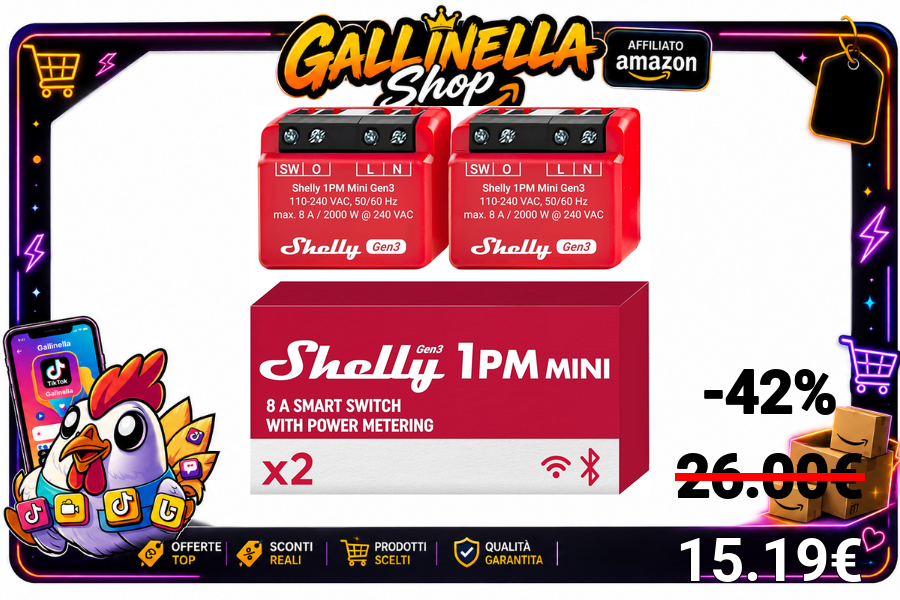 GALLINELLA
Shop
AFFILIATO
amazon
SW O L N
Shelly 1PM Mini Gen3
110-240 VAC, 50/60 Hz
max. 8 A / 2000 W @ 240 VAC
Shelly Gen3
SW O L N
Shelly 1PM Mini Gen3
110-240 VAC, 50/60 Hz
max. 8 A / 2000 W @ 240 VAC
Shelly Gen3
Shelly Gen3 1PM MINI
8 A SMART SWITCH
WITH POWER METERING
x2
Gallinella
TikTok
Gallinella
-42%
26.00€
15.19€
OFFERTE
TOP
SCONTI
REALI
PRODOTTI
SCELTI
QUALITÀ
GARANTITA